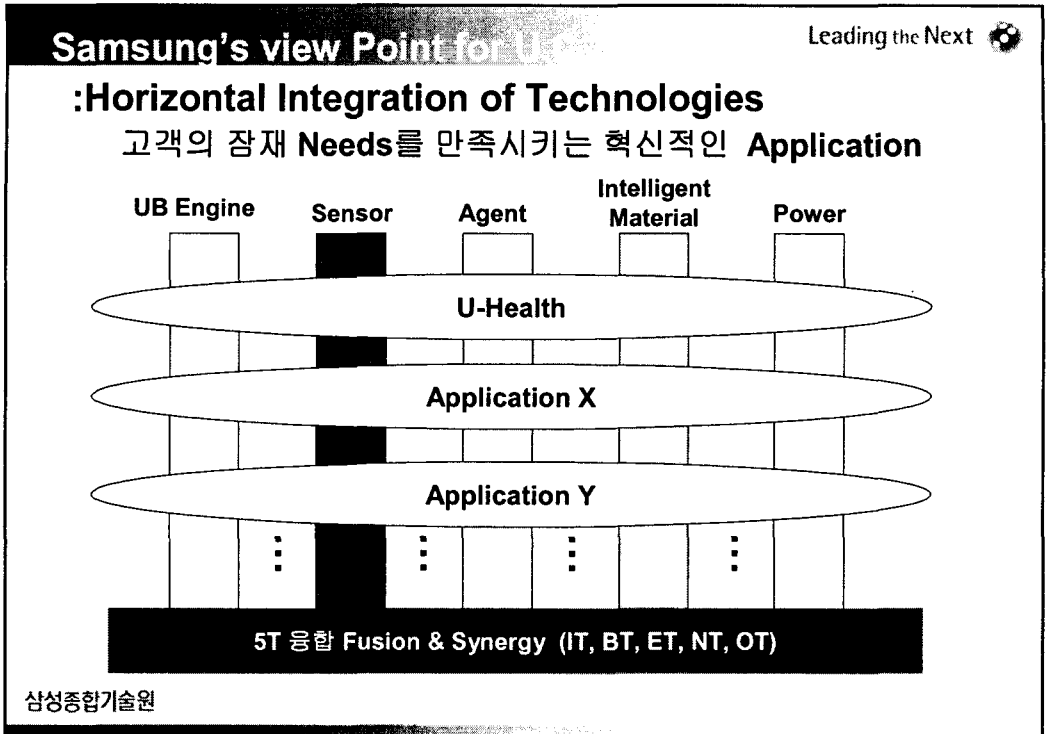 Samsung's view Point for U
Leading the Next
:Horizontal Integration of Technologies
고객의 잠재 Needs를 만족시키는 혁신적인 Application
UB Engine
Sensor
Agent
Intelligent
Material
Power
U-Health
Application X
Application Y
5T 융합 Fusion & Synergy (IT, BT, ET, NT, OT)
삼성종합기술원